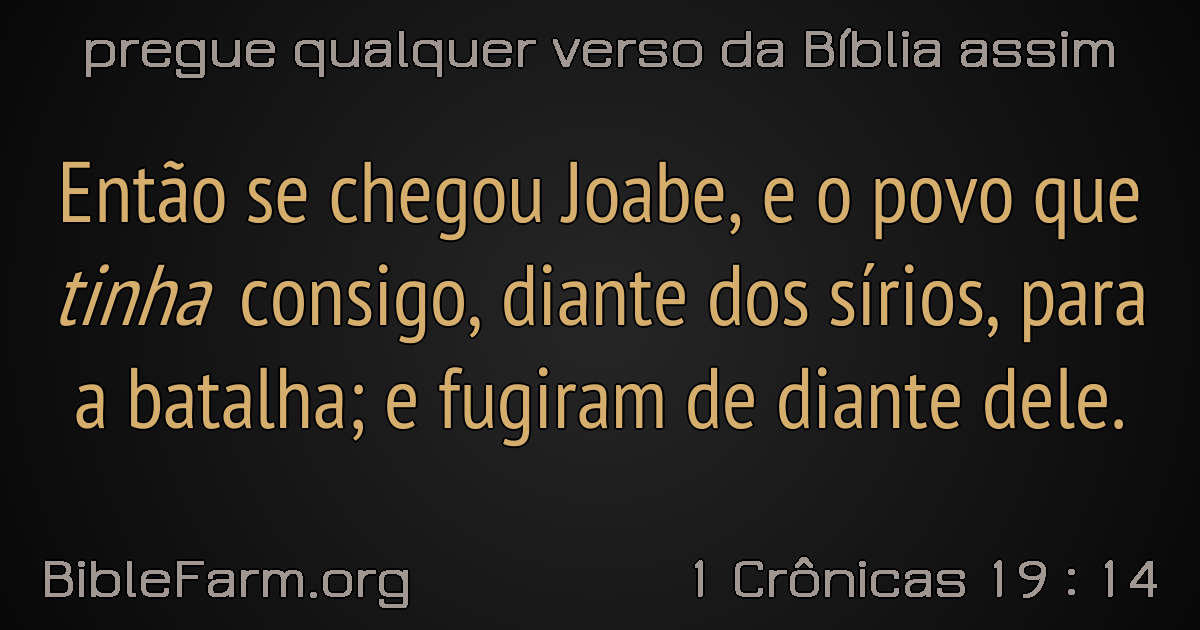 pregue qualquer verso da Bíblia assim
Então se chegou Joabe, e o povo que
tinha consigo, diante dos sírios, para
a batalha; e fugiram de diante dele.
BibleFarm.org
1 Crônicas 19 : 14